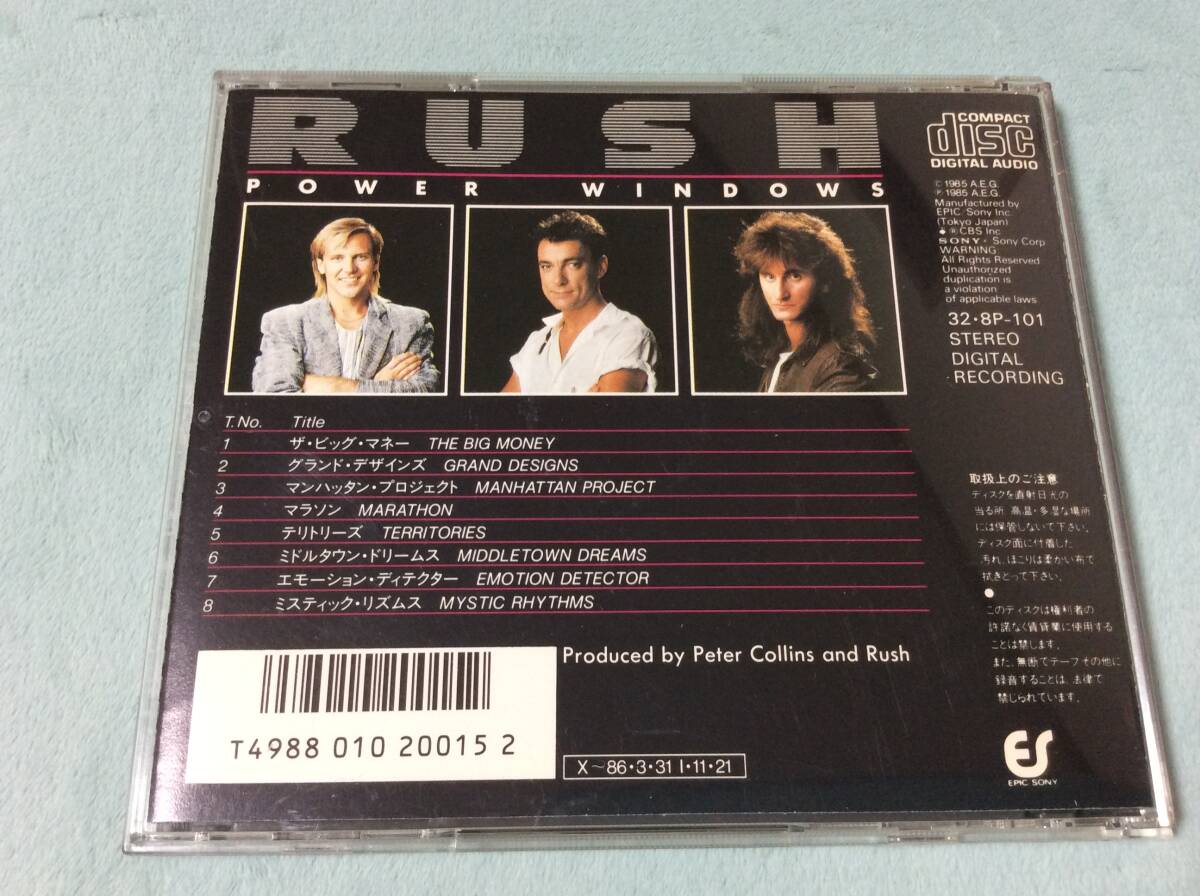 RUSH
POWER WINDOWS
COMPACT
disc
DIGITAL AUDIO
© 1985 A.E.G.
℗ 1985 A.E.G.
Manufactured by
EPIC/Sony Inc.
(Tokyo Japan)
® CBS Inc
SONY・Sony Corp
WARNING
All Rights Reserved
Unauthorized
duplication is
a violation
of applicable laws
32・8P-101
STEREO
DIGITAL
RECORDING
T.No. Title
1 ザ・ビッグ・マネー THE BIG MONEY
2 グランド・デザインズ GRAND DESIGNS
3 マンハッタン・プロジェクト MANHATTAN PROJECT
4 マラソン MARATHON
5 テリトリーズ TERRITORIES
6 ミドルタウン・ドリームス MIDDLETOWN DREAMS
7 エモーション・ディテクター EMOTION DETECTOR
8 ミスティック・リズムス MYSTIC RHYTHMS
取扱上のご注意
ディスクを直射日光の
当る所 高温・多湿な場所
には保管しないで下さい。
ディスク面に付着した
汚れ、ほこりは柔かい布で
拭きとって下さい。
●
このディスクは権利者の
許諾なく賃貸業に使用する
ことは禁じます。
また、無断でテープその他に
録音することは、法律で
禁じられています。
Produced by Peter Collins and Rush
T4988 010 20015 2
X〜86・3・31 I・11・21
ES
EPIC SONY